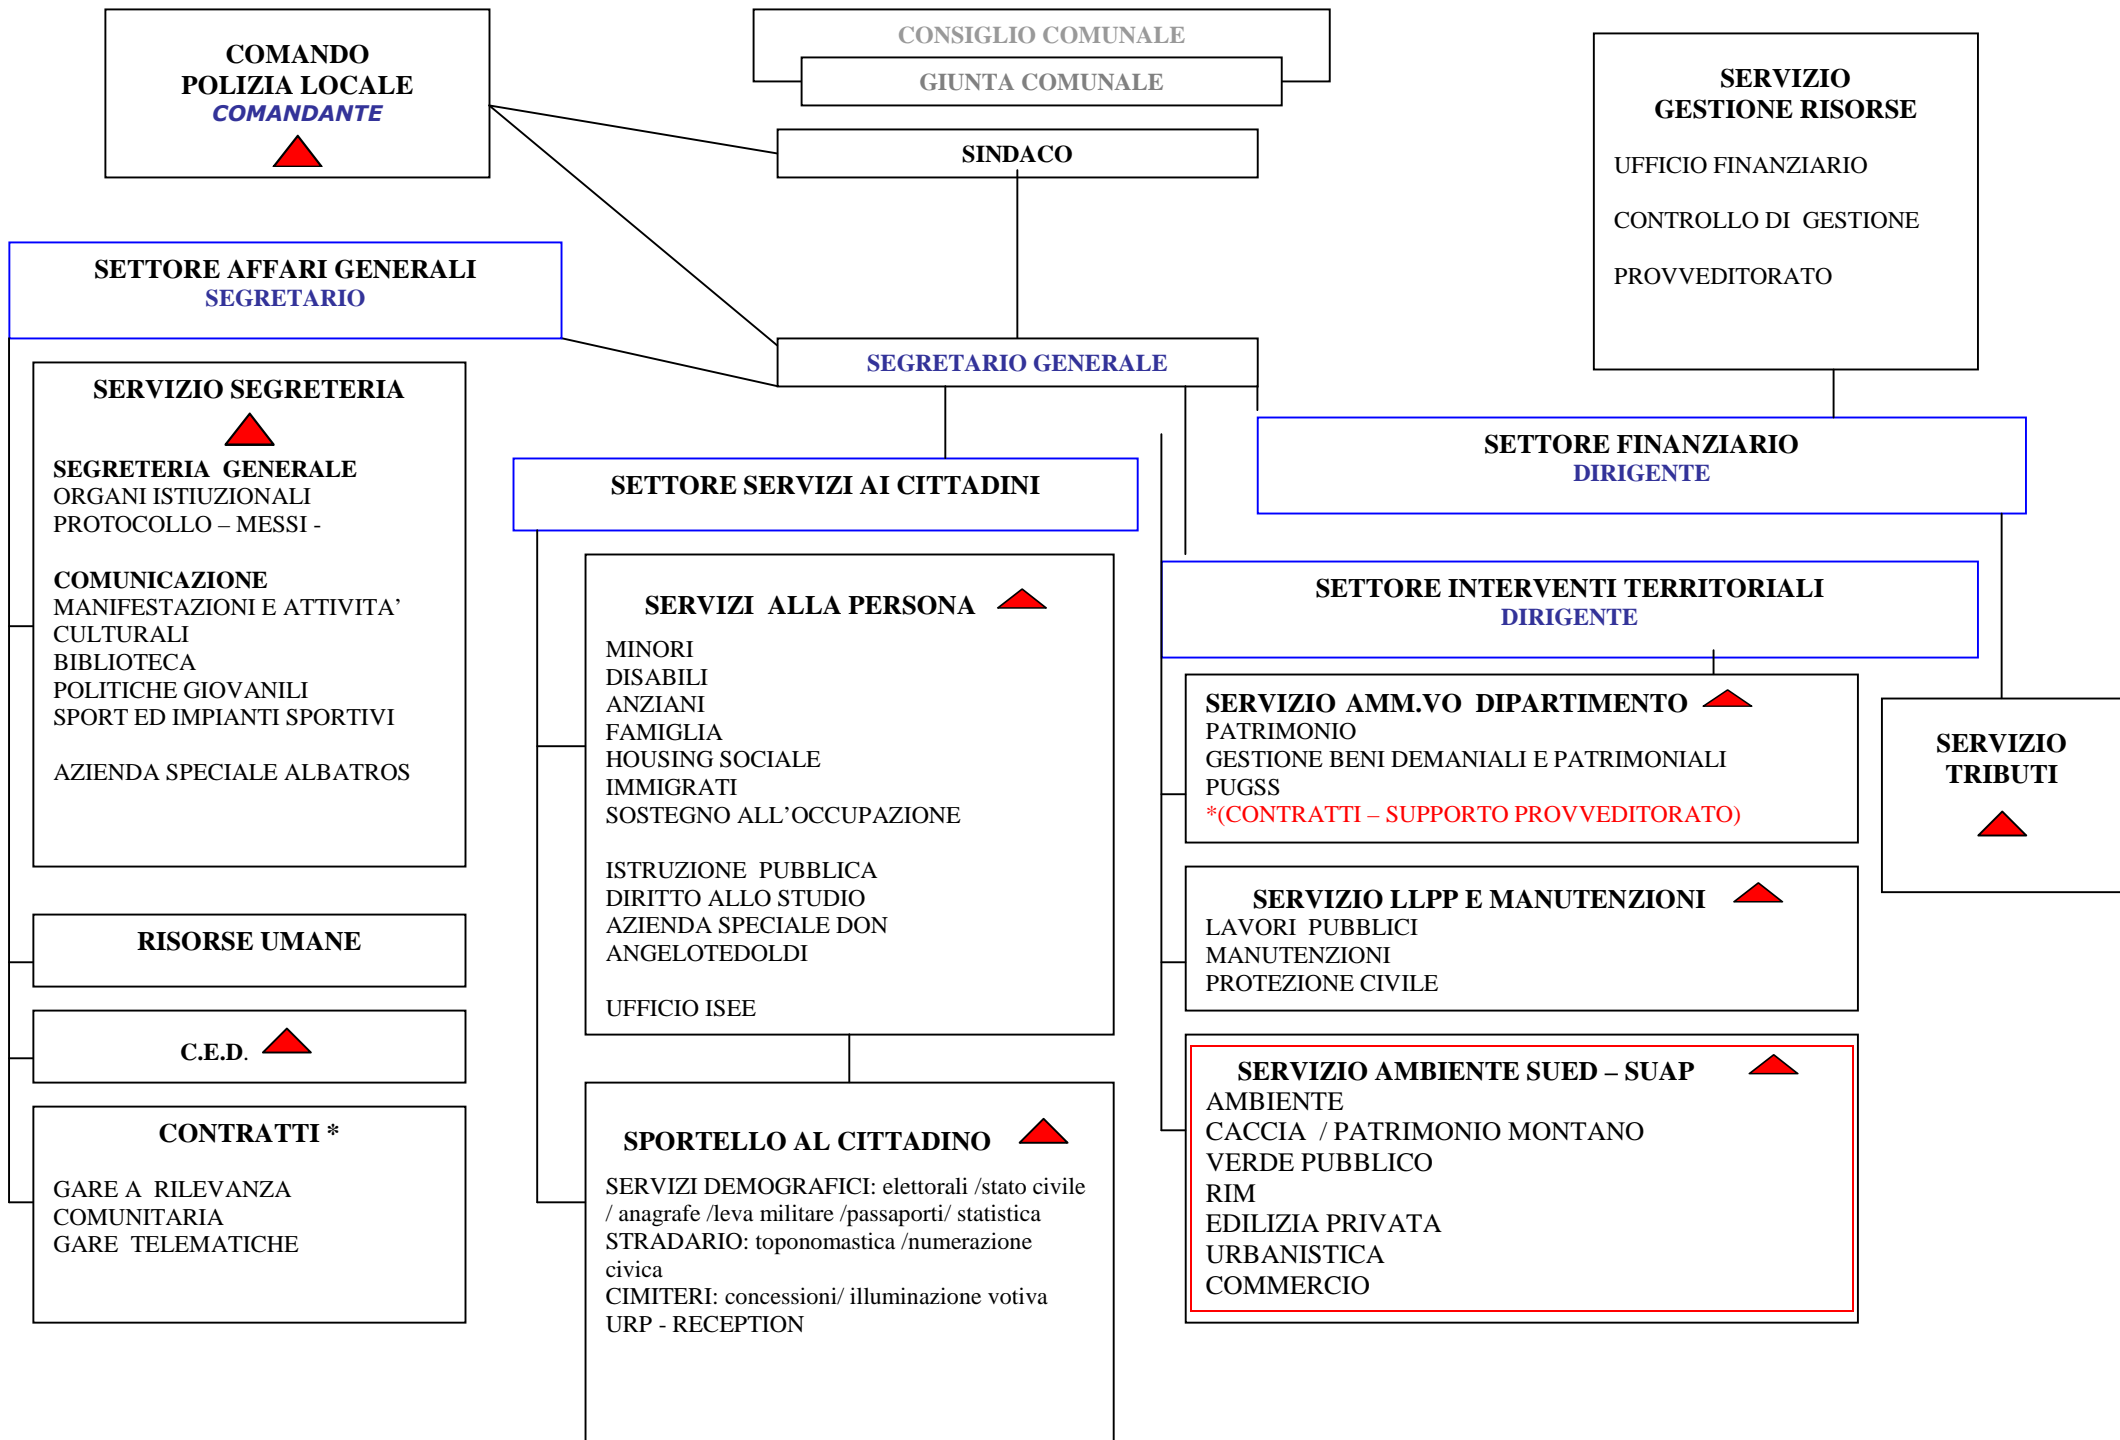 COMANDO
POLIZIA LOCALE
COMANDANTE
CONSIGLIO COMUNALE
GIUNTA COMUNALE
SINDACO
SERVIZIO
GESTIONE RISORSE
UFFICIO FINANZIARIO
CONTROLLO DI GESTIONE
PROVVEDITORATO
SETTORE AFFARI GENERALI
SEGRETARIO
SEGRETARIO GENERALE
SERVIZIO SEGRETERIA
SEGRETERIA GENERALE
ORGANI ISTIUZIONALI
PROTOCOLLO – MESSI -
COMUNICAZIONE
MANIFESTAZIONI E ATTIVITA’
CULTURALI
BIBLIOTECA
POLITICHE GIOVANILI
SPORT ED IMPIANTI SPORTIVI
AZIENDA SPECIALE ALBATROS
RISORSE UMANE
C.E.D.
CONTRATTI *
GARE A RILEVANZA
COMUNITARIA
GARE TELEMATICHE
SETTORE SERVIZI AI CITTADINI
SERVIZI ALLA PERSONA
MINORI
DISABILI
ANZIANI
FAMIGLIA
HOUSING SOCIALE
IMMIGRATI
SOSTEGNO ALL’OCCUPAZIONE
ISTRUZIONE PUBBLICA
DIRITTO ALLO STUDIO
AZIENDA SPECIALE DON
ANGELOTEDOLDI
UFFICIO ISEE
SPORTELLO AL CITTADINO
SERVIZI DEMOGRAFICI: elettorali /stato civile
/ anagrafe /leva militare /passaporti/ statistica
STRADARIO: toponomastica /numerazione
civica
CIMITERI: concessioni/ illuminazione votiva
URP - RECEPTION
SETTORE FINANZIARIO
DIRIGENTE
SETTORE INTERVENTI TERRITORIALI
DIRIGENTE
SERVIZIO AMM.VO DIPARTIMENTO
PATRIMONIO
GESTIONE BENI DEMANIALI E PATRIMONIALI
PUGSS
*(CONTRATTI – SUPPORTO PROVVEDITORATO)
SERVIZIO LLPP E MANUTENZIONI
LAVORI PUBBLICI
MANUTENZIONI
PROTEZIONE CIVILE
SERVIZIO AMBIENTE SUED – SUAP
AMBIENTE
CACCIA / PATRIMONIO MONTANO
VERDE PUBBLICO
RIM
EDILIZIA PRIVATA
URBANISTICA
COMMERCIO
SERVIZIO
TRIBUTI